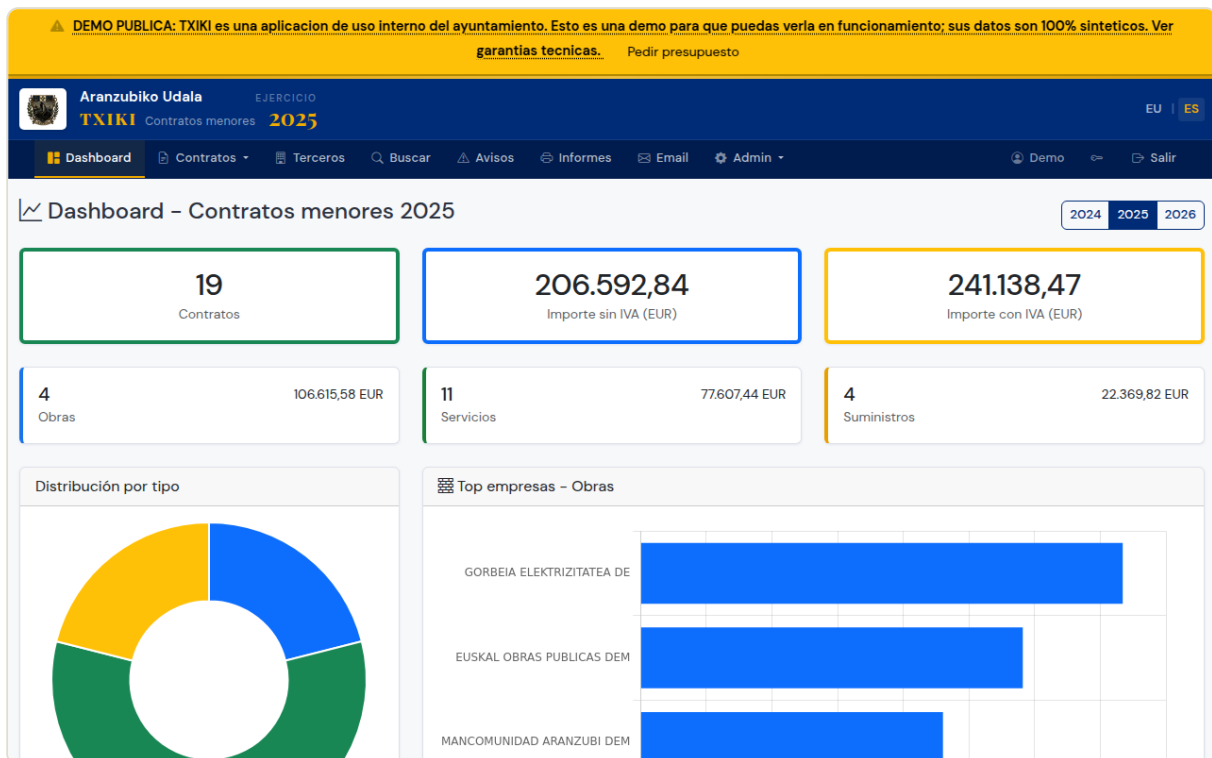 DEMO PUBLICA: TXIKI es una aplicacion de uso interno del ayuntamiento. Esto es una demo para que puedas verla en funcionamiento; sus datos son 100% sinteticos. Ver
garantias tecnicas. Pedir presupuesto
Aranzubiko Udala EJERCICIO
TXIKI Contratos menores 2025
EU | ES
Dashboard Contratos Terceros Buscar Avisos Informes Email Admin Demo Salir
Dashboard - Contratos menores 2025
2024 2025 2026
19 206.592,84 241.138,47
Contratos Importe sin IVA (EUR) Importe con IVA (EUR)
4 106.615,58 EUR 11 77.607,44 EUR 4 22.369,82 EUR
Obras Servicios Suministros
Distribución por tipo Top empresas - Obras
GORBEIA ELEKTRIZITATEA DE
EUSKAL OBRAS PUBLICAS DEM
MANCOMUNIDAD ARANZUBI DEM